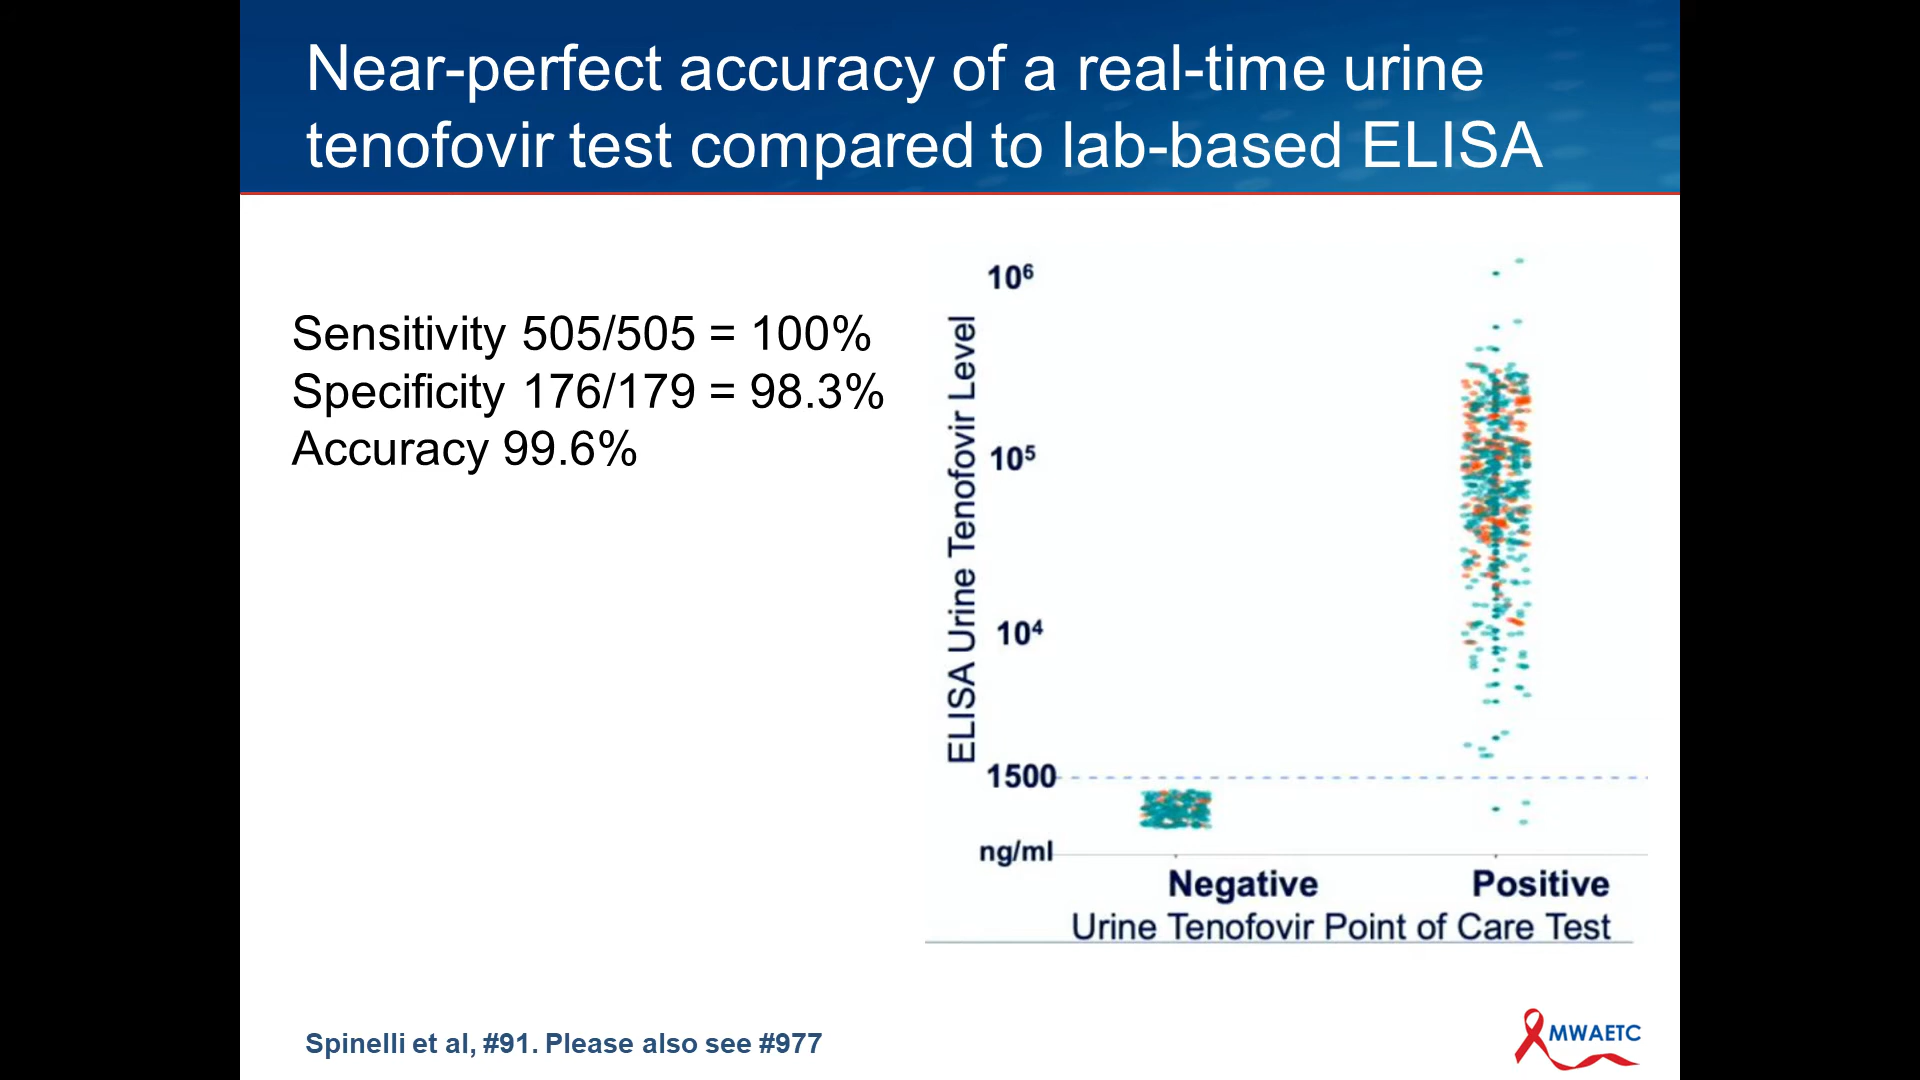 Near-perfect accuracy of a real-time urine
tenofovir test compared to lab-based ELISA
Sensitivity 505/505 = 100%
Specificity 176/179 = 98.3%
Accuracy 99.6%
ELISA Urine Tenofovir Level
10⁶
10⁵
10⁴
1500
ng/ml
Negative Positive
Urine Tenofovir Point of Care Test
Spinelli et al, #91. Please also see #977
MWAETC